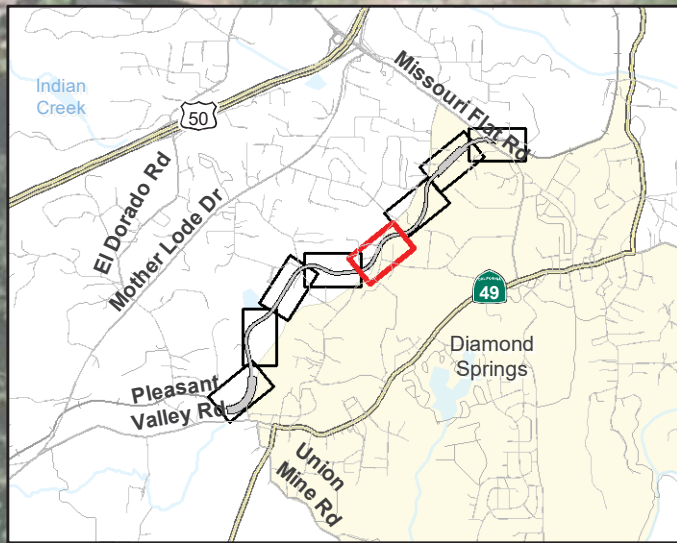 Indian
Creek
50
Missouri Flat Rd
El Dorado Rd
Mother Lode Dr
CALIFORNIA
49
Diamond
Springs
Pleasant
Valley Rd
Union
Mine Rd